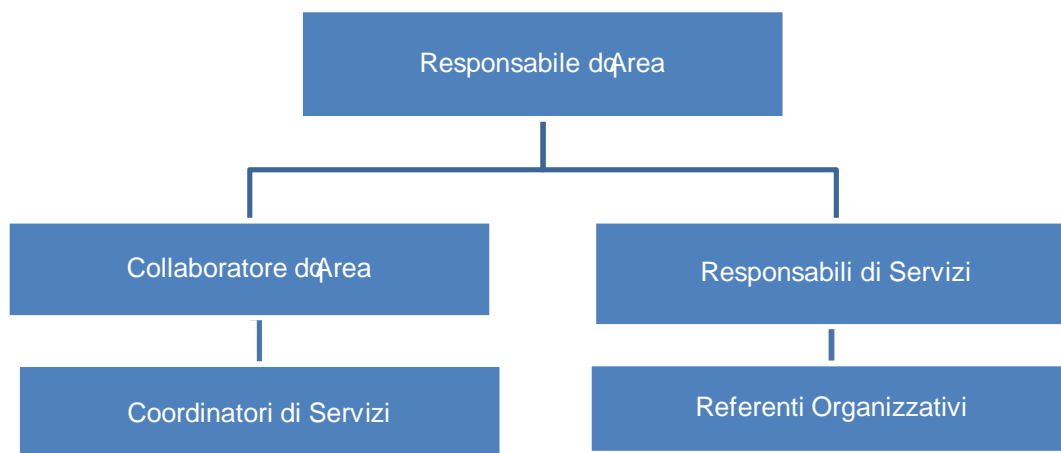 Responsabile dqArea
Collaboratore dqArea
Responsabili di Servizi
Coordinatori di Servizi
Referenti Organizzativi